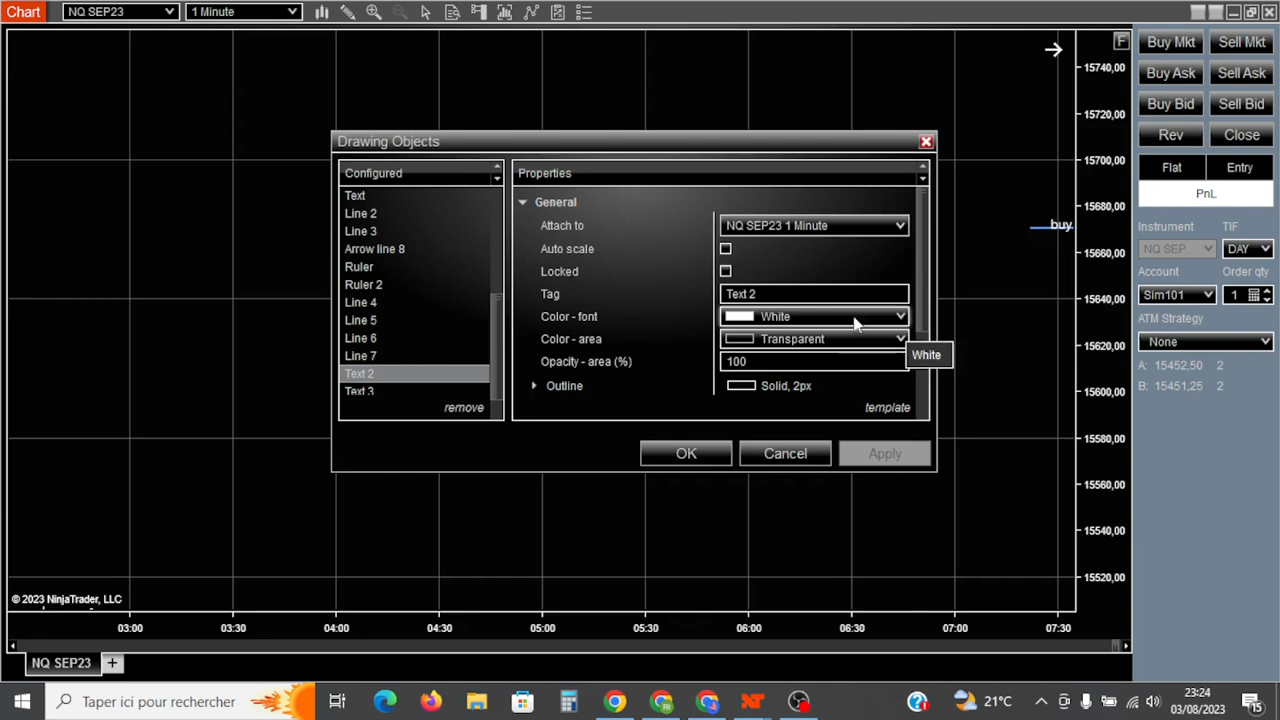 Chart NQ SEP23 1 Minute
F
15740,00
15720,00
15700,00
15680,00
15660,00
15640,00
15620,00
15600,00
15580,00
15560,00
15540,00
15520,00
buy
Drawing Objects
Configured
Text
Line 2
Line 3
Arrow line 8
Ruler
Ruler 2
Line 4
Line 5
Line 6
Line 7
Text 2
Text 3
remove
Properties
General
Attach to NQ SEP23 1 Minute
Auto scale
Locked
Tag Text 2
Color - font White
Color - area Transparent
Opacity - area (%) 100
Outline Solid, 2px
White
template
OK Cancel Apply
Buy Mkt Sell Mkt
Buy Ask Sell Ask
Buy Bid Sell Bid
Rev Close
Flat Entry
PnL
Instrument TIF
NQ SEP... DAY
Account Order qty
Sim101 1
ATM Strategy
None
A: 15452,50 2
B: 15451,25 2
© 2023 NinjaTrader, LLC
03:00 03:30 04:00 04:30 05:00 05:30 06:00 06:30 07:00 07:30
NQ SEP23 +
Taper ici pour rechercher
21°C
23:24
03/08/2023
15